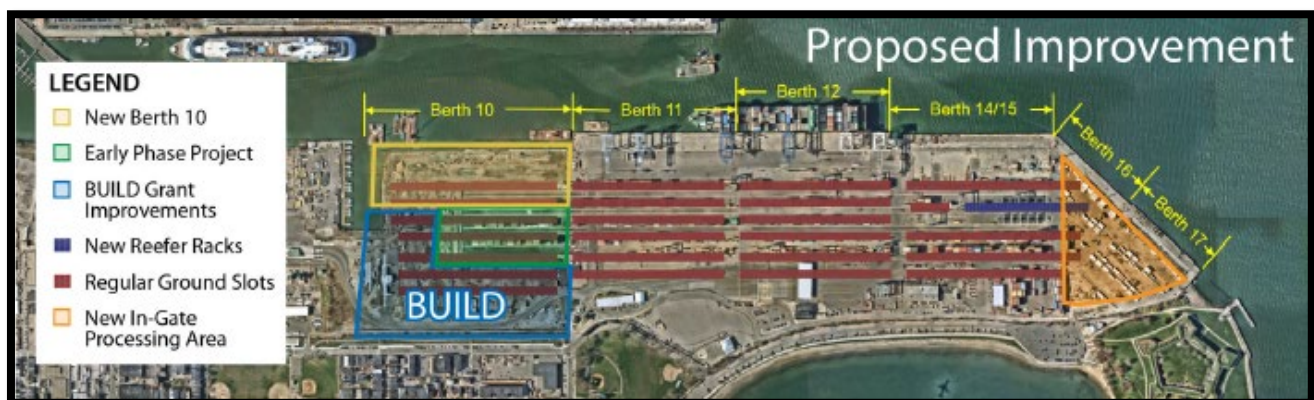 Proposed Improvement
LEGEND
New Berth 10
Early Phase Project
BUILD Grant
Improvements
New Reefer Racks
Regular Ground Slots
New In-Gate
Processing Area
Berth 10
Berth 11
Berth 12
Berth 14/15
Berth 16
Berth 17
BUILD